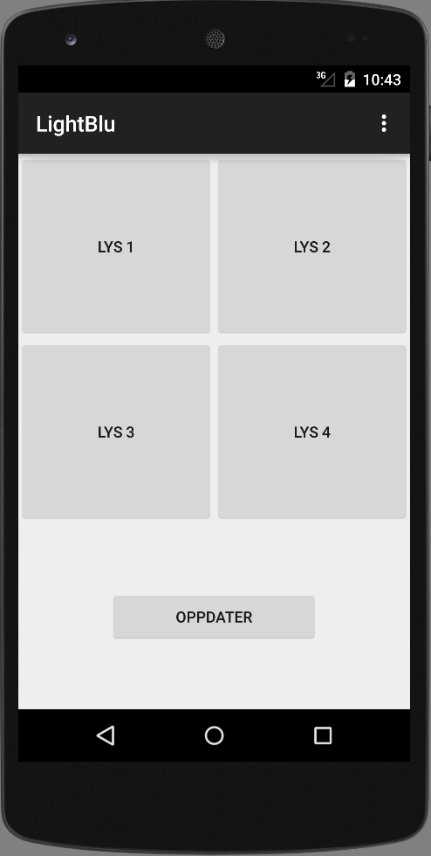 3G 10:43
LightBlu
LYS 1 LYS 2
LYS 3 LYS 4
OPPDATER